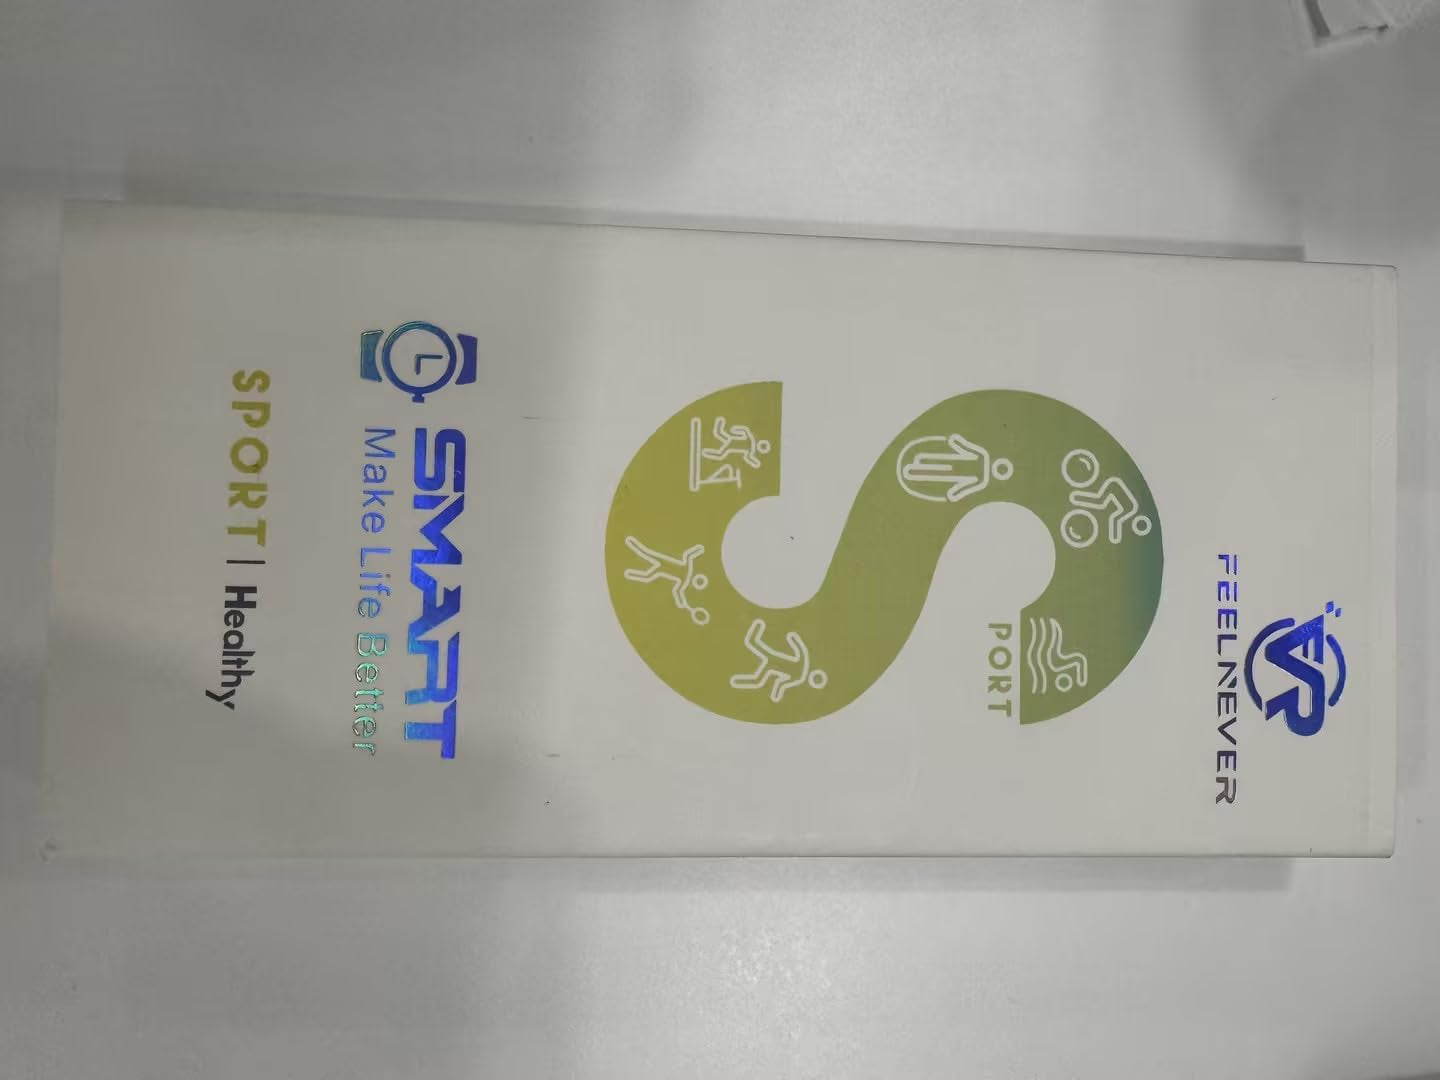 FEELNEVER
PORT
SMART
Make Life Better
SPORT | Healthy